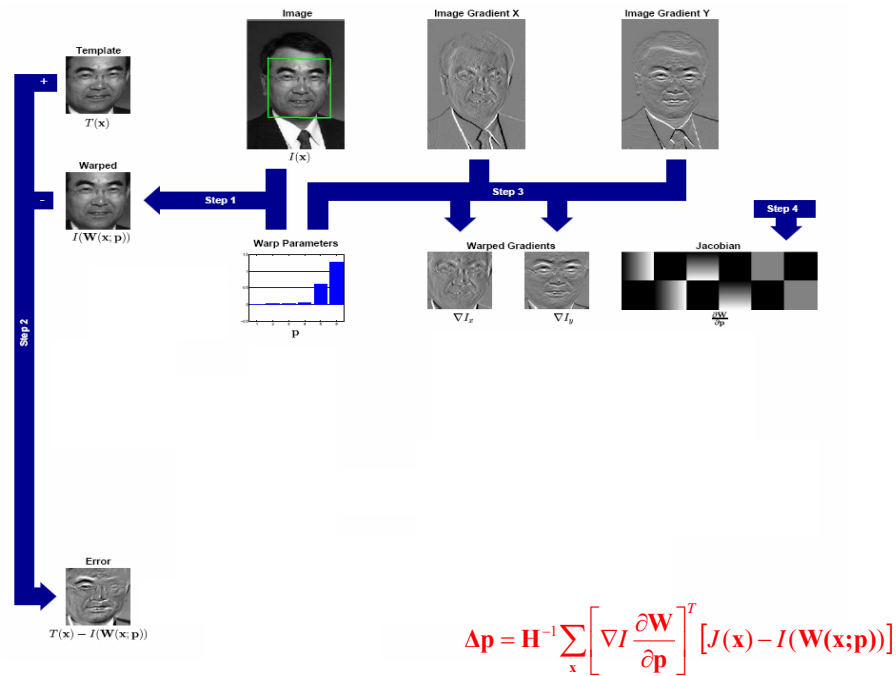 Image
Image Gradient X
Image Gradient Y
Template
+
T(x)
I(x)
Warped
-
I(W(x; p))
Step 1
Step 3
Step 4
Warp Parameters
p
Warped Gradients
∇I_x
∇I_y
Jacobian
∂W/∂p
Step 2
Error
T(x) − I(W(x; p))
Δp = H⁻¹ ∑_x [∇I ∂W/∂p]^T [J(x) − I(W(x;p))]